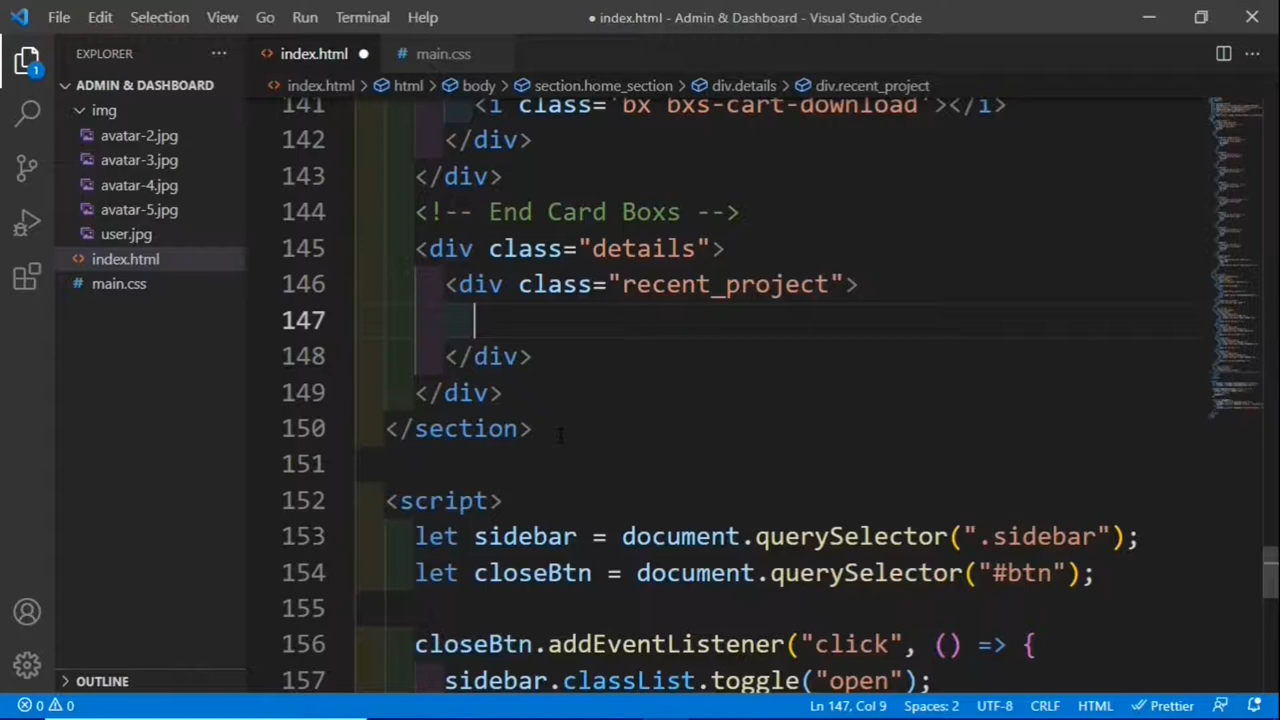 File Edit Selection View Go Run Terminal Help ● index.html - Admin & Dashboard - Visual Studio Code
EXPLORER ...
index.html ● # main.css ...
ADMIN & DASHBOARD
index.html > html > body > section.home_section > div.details > div.recent_project
img
avatar-2.jpg
avatar-3.jpg
avatar-4.jpg
avatar-5.jpg
user.jpg
<> index.html
# main.css
141 <i class='bx bxs-cart-download'></i>
142 </div>
143 </div>
144 <!-- End Card Boxs -->
145 <div class="details">
146 <div class="recent_project">
147
148 </div>
149 </div>
150 </section>
151
152 <script>
153 let sidebar = document.querySelector(".sidebar");
154 let closeBtn = document.querySelector("#btn");
155
156 closeBtn.addEventListener("click", () => {
157 sidebar.classList.toggle("open");
1
OUTLINE
0 0 Ln 147, Col 9 Spaces: 2 UTF-8 CRLF HTML Prettier